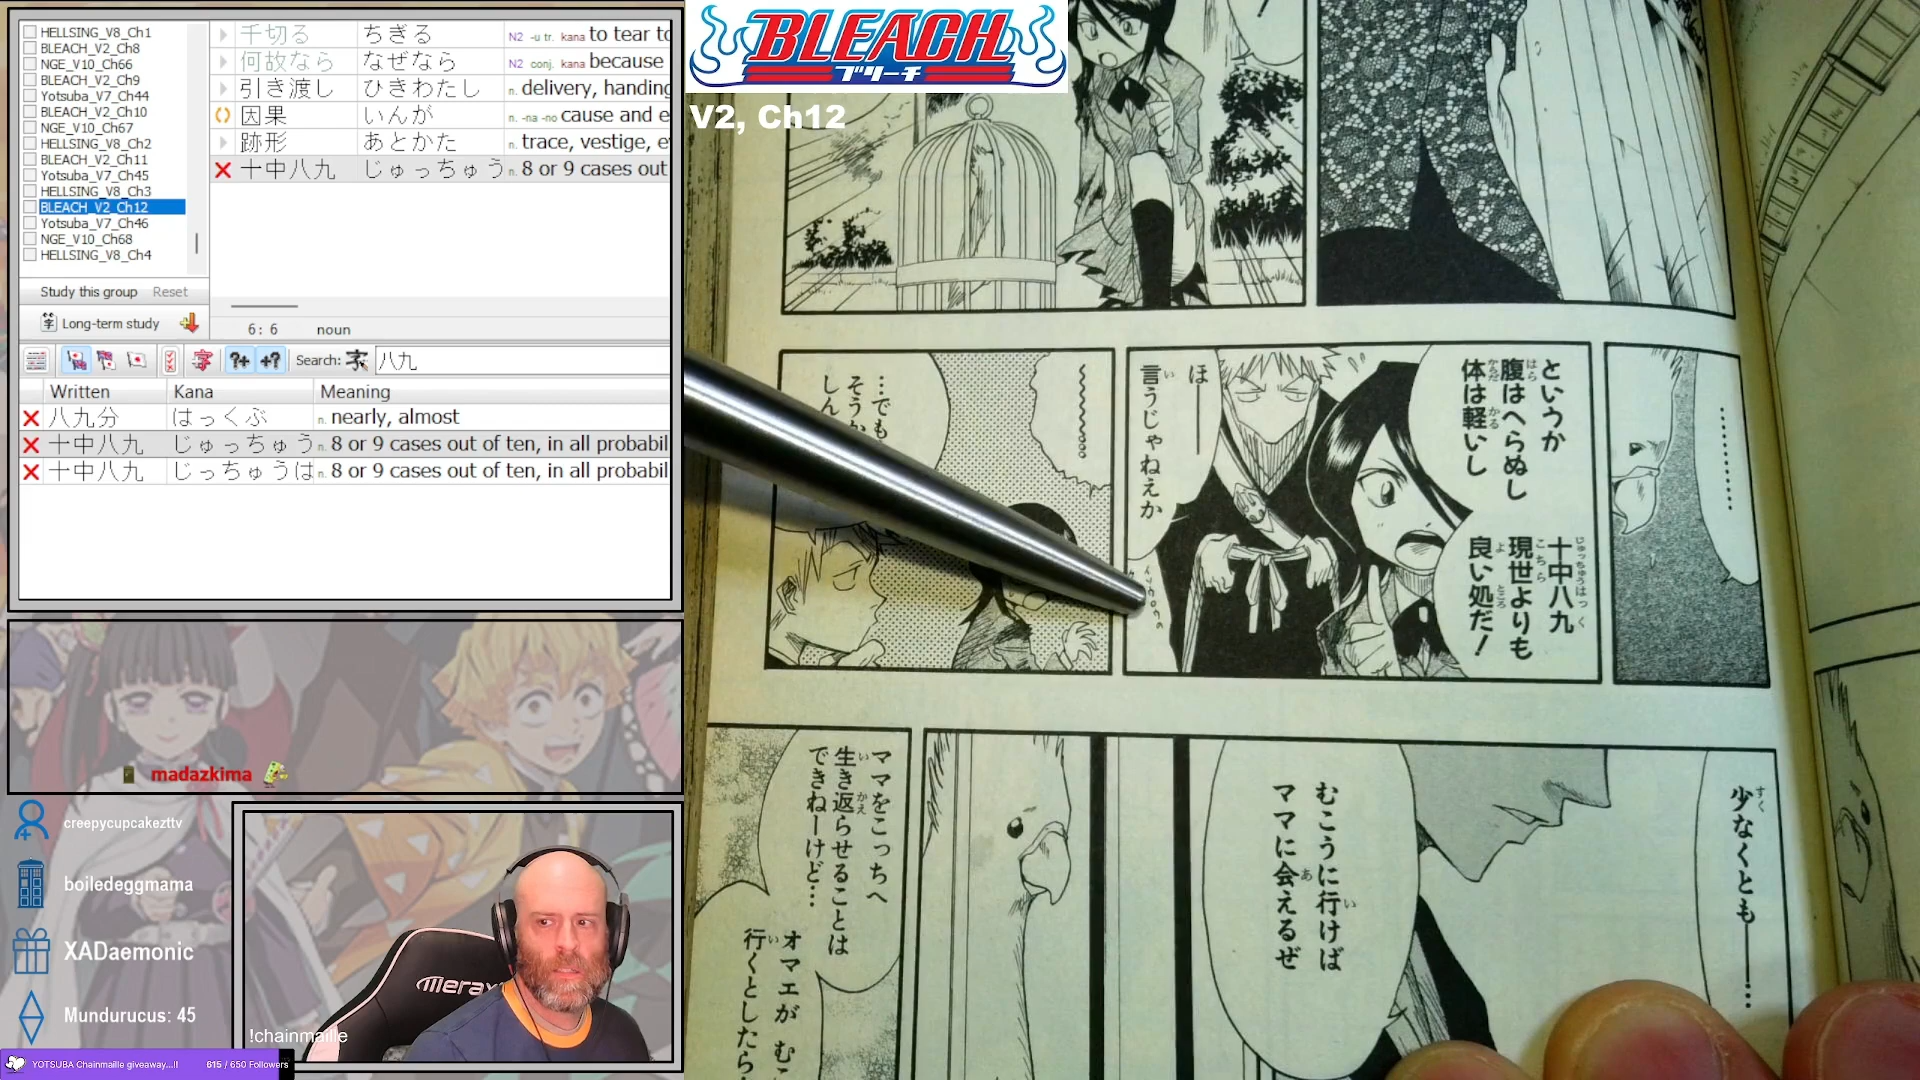 HELLSING_V8_Ch1
BLEACH_V2_Ch8
NGE_V10_Ch66
BLEACH_V2_Ch9
Yotsuba_V7_Ch44
BLEACH_V2_Ch10
NGE_V10_Ch67
HELLSING_V8_Ch2
BLEACH_V2_Ch11
Yotsuba_V7_Ch45
HELLSING_V8_Ch3
BLEACH_V2_Ch12
Yotsuba_V7_Ch46
NGE_V10_Ch68
HELLSING_V8_Ch4
Study this group Reset
Long-term study
千切る ちぎる N2 -u tr. kana to tear to
何故なら なぜなら N2 conj. kana because
引き渡し ひきわたし n. delivery, handing
因果 いんが n. -na -no cause and e
跡形 あとかた n. trace, vestige, e
十中八九 じゅっちゅう n. 8 or 9 cases out
6: 6 noun
Search: 八九
Written Kana Meaning
八九分 はっくぶ n. nearly, almost
十中八九 じゅっちゅう n. 8 or 9 cases out of ten, in all probabil
十中八九 じっちゅうは n. 8 or 9 cases out of ten, in all probabil
madazkima
creepycupcakezttv
boiledeggmama
XADaemonic
Mundurucus: 45
YOTSUBA Chainmaille giveaway...!! 615 / 650 Followers
!chainmaille
merax
BLEACH
ブリーチ
V2, Ch12
………
というか
腹はへらぬし
体は軽いし
十中八九
現世よりも
良い処だ！
ほ——
言うじゃねえか
…でも
そうか
しん
少なくとも——…
むこうに行けば
ママに会えるぜ
ママをこっちへ
生き返らせることは
できねーけど…
オマエが むこ
行くとしたら